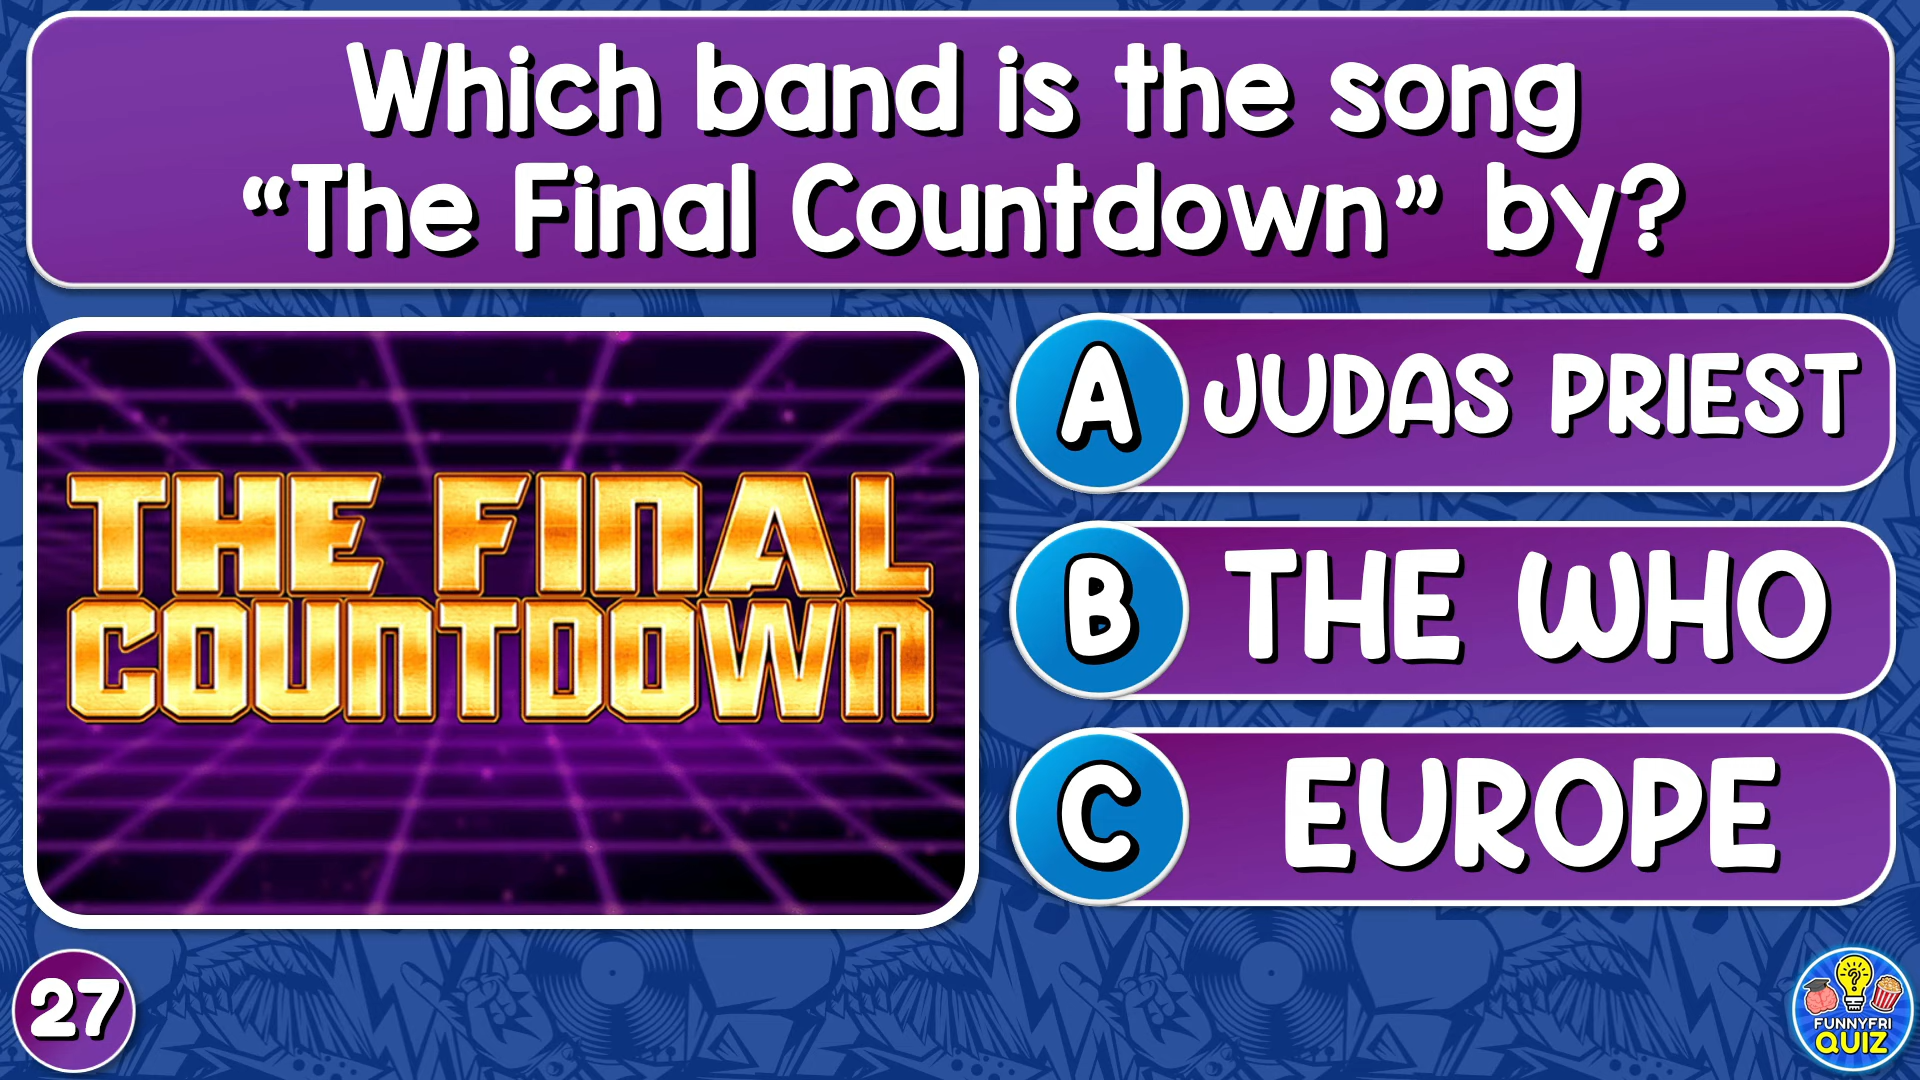 Which band is the song
“The Final Countdown” by?
THE FINAL
COUNTDOWN
A JUDAS PRIEST
B THE WHO
C EUROPE
27
?
FUNNYFRI
QUIZ